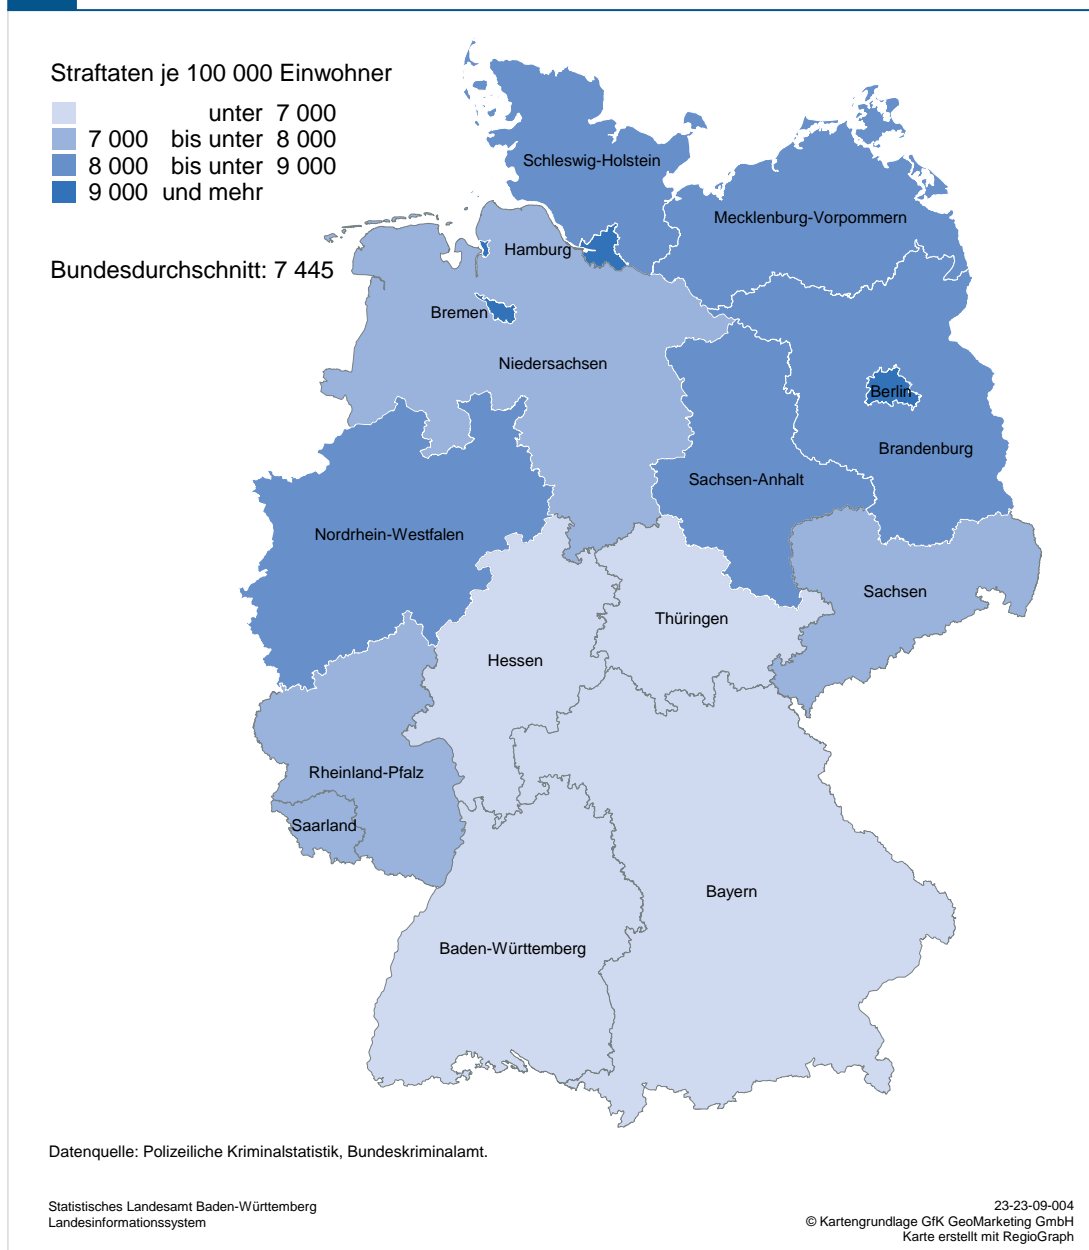 Straftaten je 100 000 Einwohner
unter 7 000
7 000 bis unter 8 000
8 000 bis unter 9 000
9 000 und mehr
Bundesdurchschnitt: 7 445
Schleswig-Holstein
Mecklenburg-Vorpommern
Hamburg
Bremen
Niedersachsen
Berlin
Brandenburg
Sachsen-Anhalt
Nordrhein-Westfalen
Sachsen
Thüringen
Hessen
Rheinland-Pfalz
Saarland
Bayern
Baden-Württemberg
Datenquelle: Polizeiliche Kriminalstatistik, Bundeskriminalamt.
Statistisches Landesamt Baden-Württemberg
Landesinformationssystem
23-23-09-004
© Kartengrundlage GfK GeoMarketing GmbH
Karte erstellt mit RegioGraph